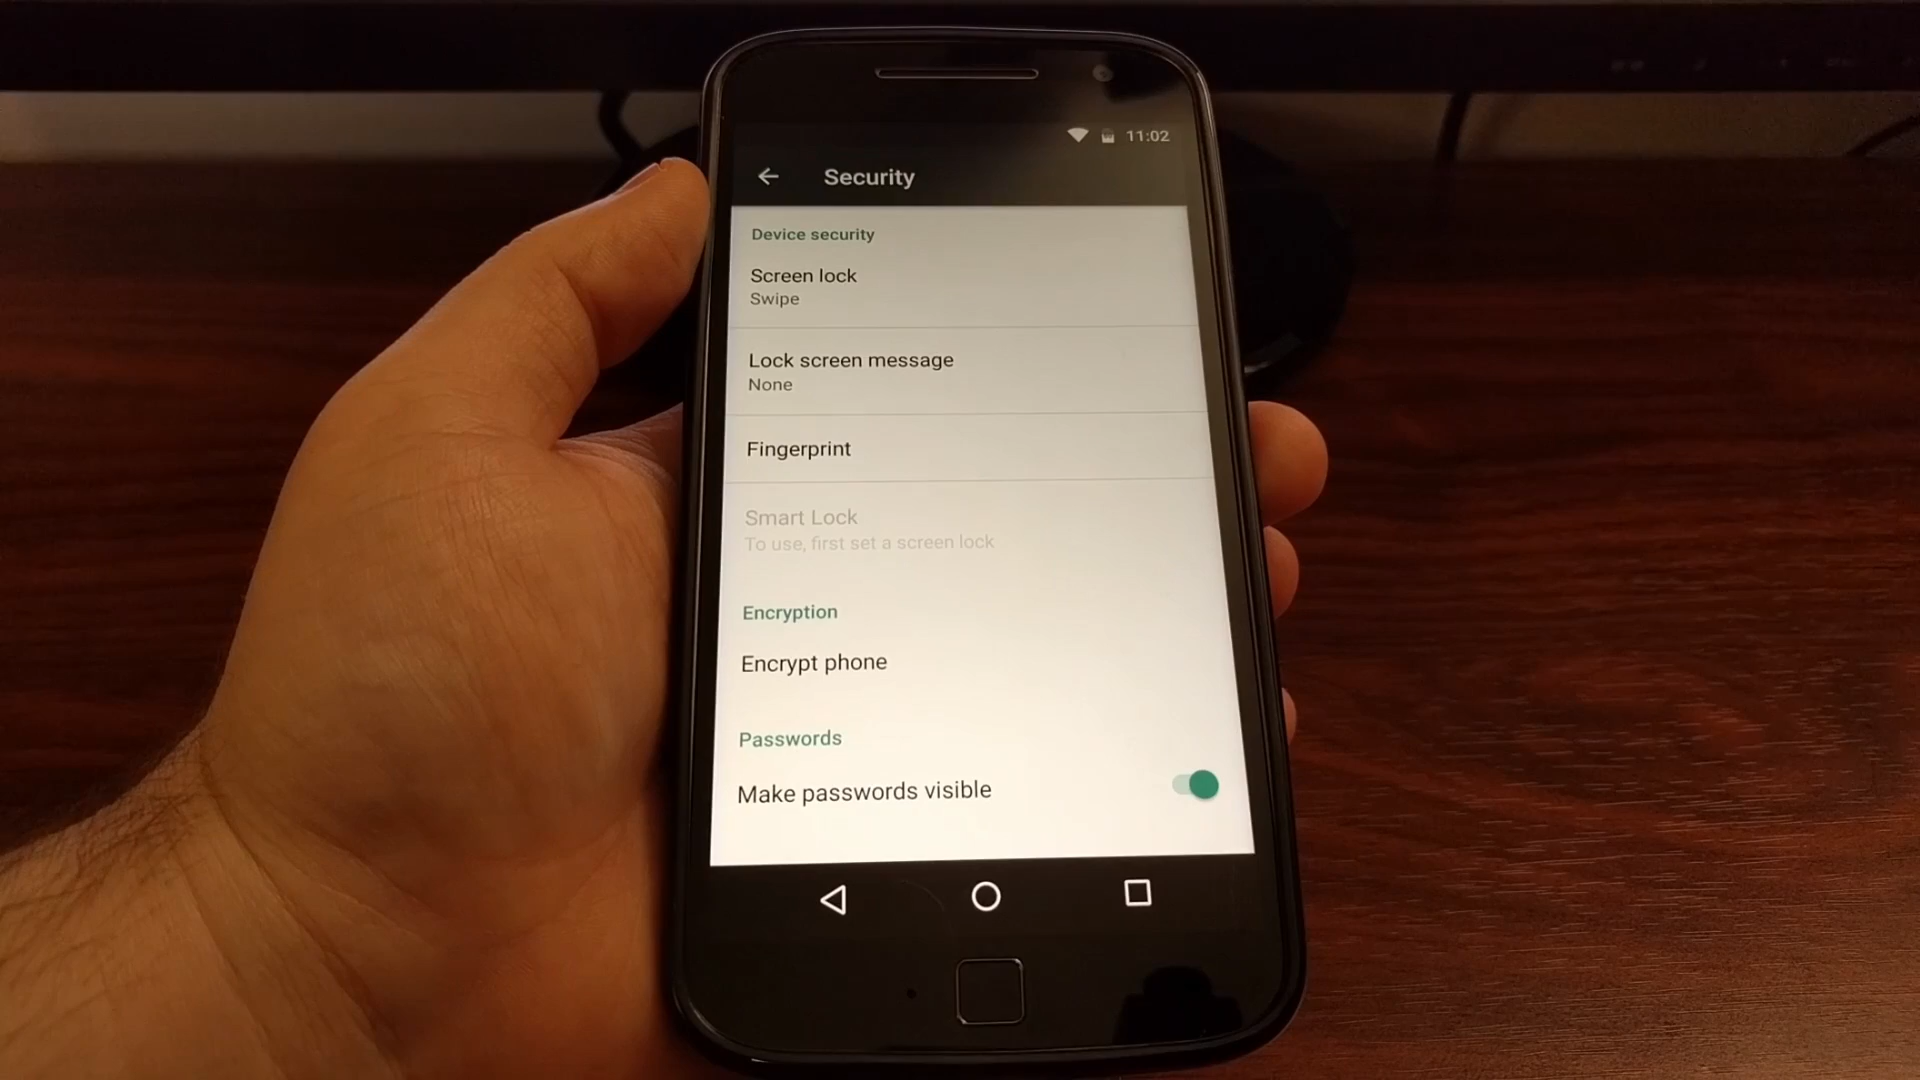 11:02
Security
Device security
Screen lock
Swipe
Lock screen message
None
Fingerprint
Smart Lock
To use, first set a screen lock
Encryption
Encrypt phone
Passwords
Make passwords visible